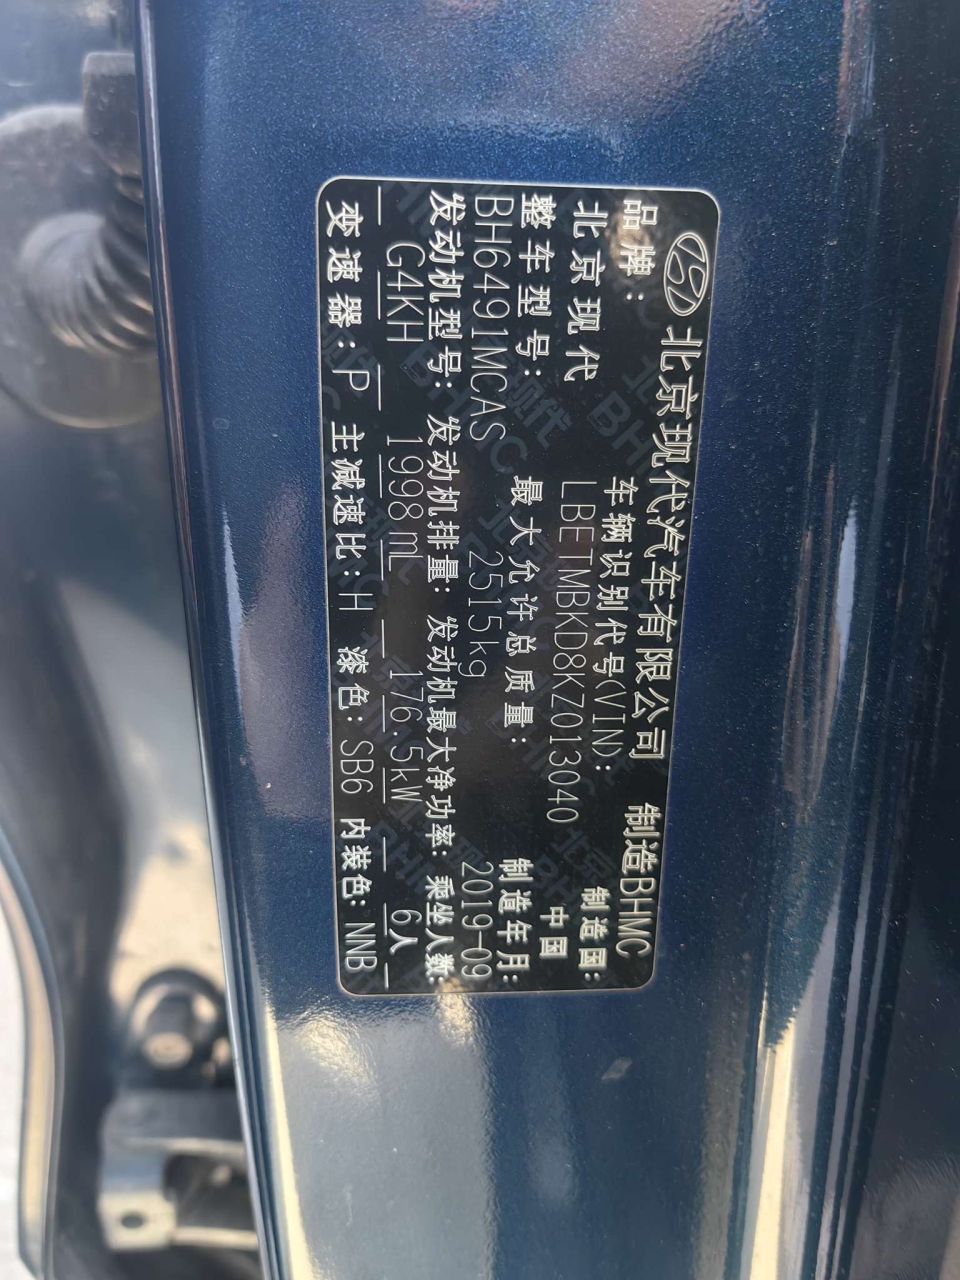 北京现代汽车有限公司 制造BHMC
品牌: 车辆识别代号(VIN): 制造国:
北京现代 LBETMBKD8KZ013040 中国
整车型号: 最大允许总质量: 制造年月:
BH6491MCAS 2515kg 2019-09
发动机型号: 发动机排量: 发动机最大净功率: 乘坐人数:
G4KH 1998mL 176.5kW 6人
变速器:P 主减速比:H 漆色:SB6 内装色:NNB